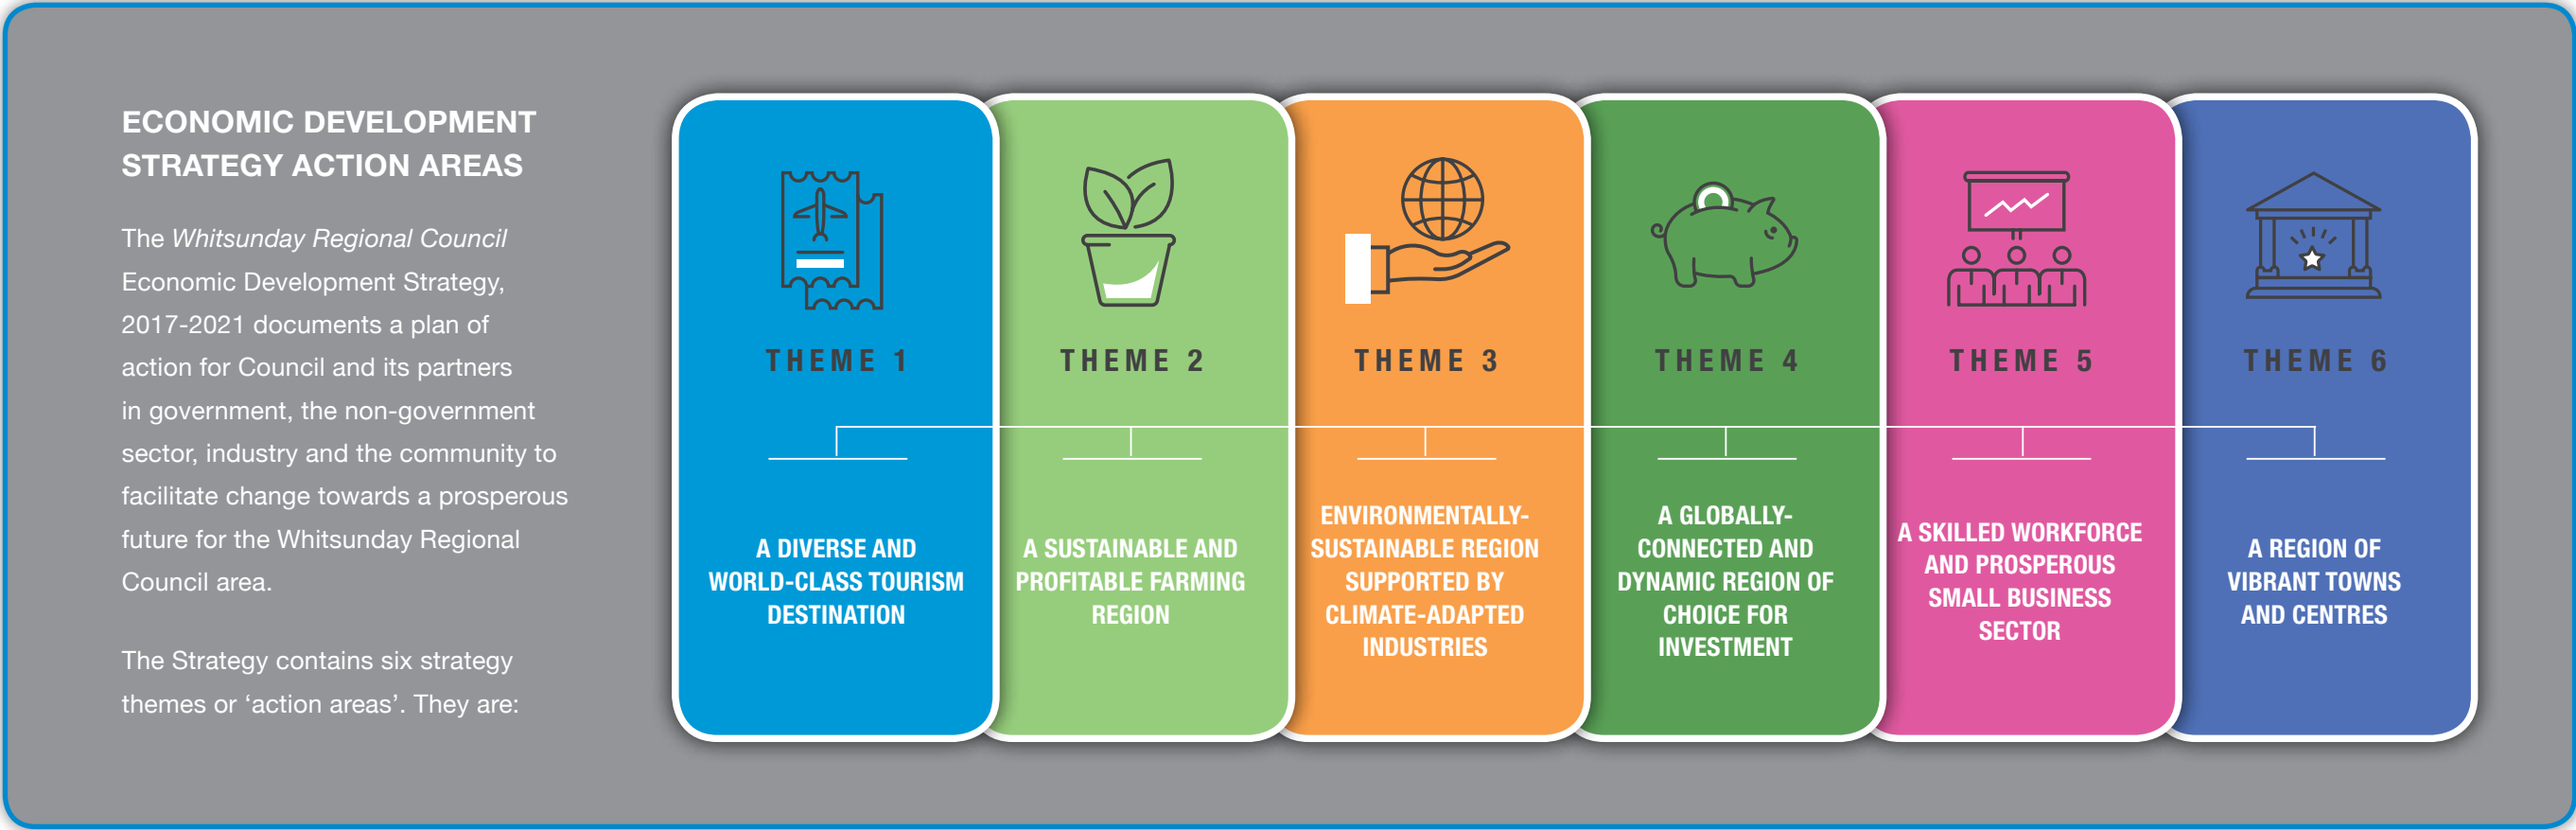 ECONOMIC DEVELOPMENT
STRATEGY ACTION AREAS
The Whitsunday Regional Council
Economic Development Strategy,
2017-2021 documents a plan of
action for Council and its partners
in government, the non-government
sector, industry and the community to
facilitate change towards a prosperous
future for the Whitsunday Regional
Council area.
The Strategy contains six strategy
themes or ‘action areas’. They are:
THEME 1
A DIVERSE AND
WORLD-CLASS TOURISM
DESTINATION
THEME 2
A SUSTAINABLE AND
PROFITABLE FARMING
REGION
THEME 3
ENVIRONMENTALLY-
SUSTAINABLE REGION
SUPPORTED BY
CLIMATE-ADAPTED
INDUSTRIES
THEME 4
A GLOBALLY-
CONNECTED AND
DYNAMIC REGION OF
CHOICE FOR
INVESTMENT
THEME 5
A SKILLED WORKFORCE
AND PROSPEROUS
SMALL BUSINESS
SECTOR
THEME 6
A REGION OF
VIBRANT TOWNS
AND CENTRES